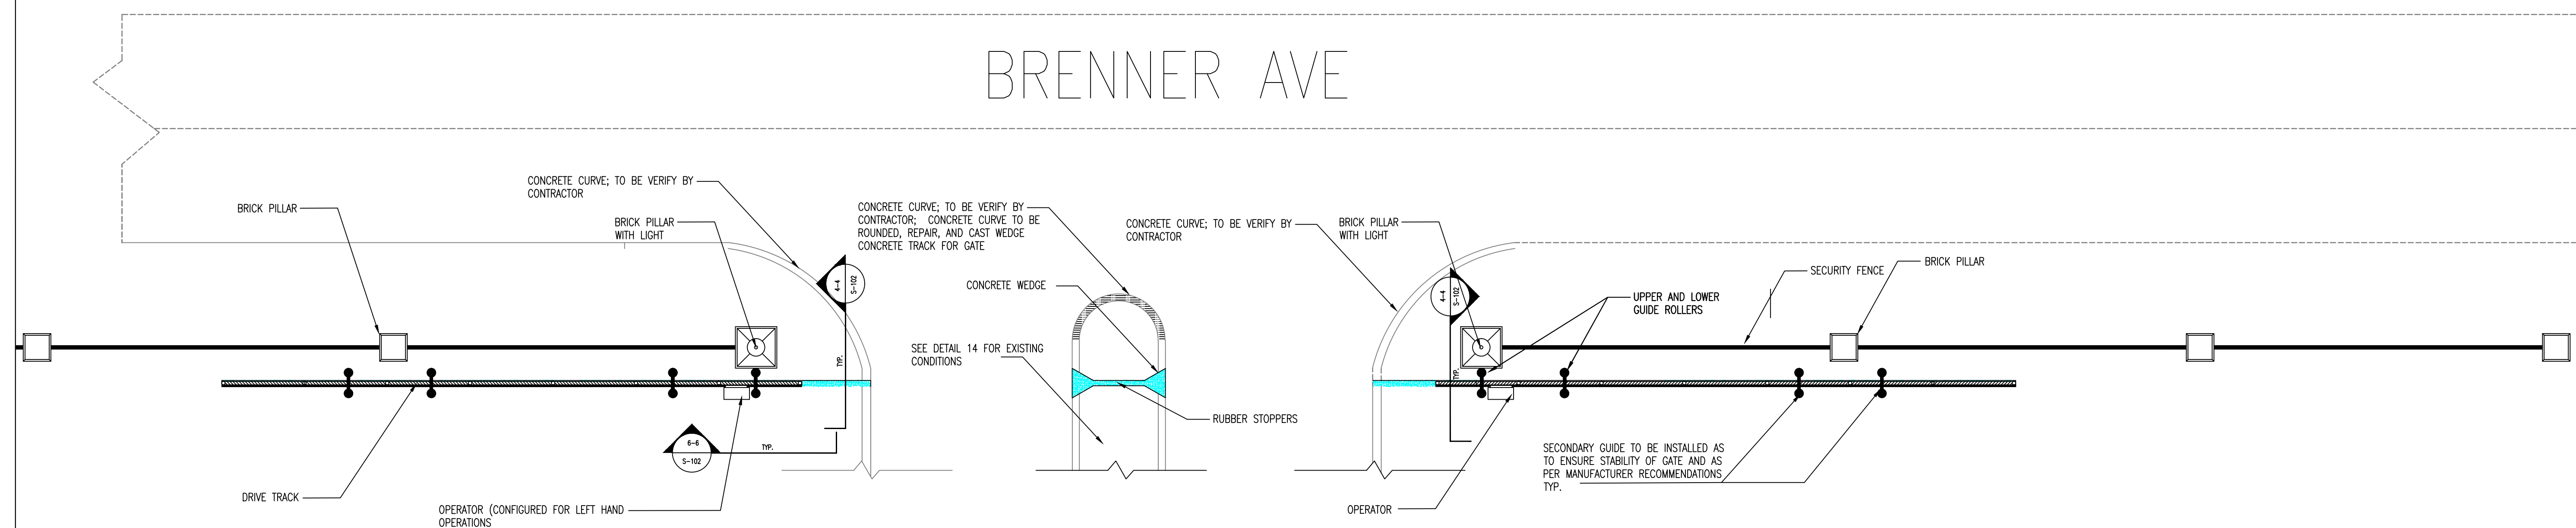 BRENNER AVE
CONCRETE CURVE; TO BE VERIFY BY
CONTRACTOR
BRICK PILLAR
BRICK PILLAR
WITH LIGHT
CONCRETE CURVE; TO BE VERIFY BY
CONTRACTOR; CONCRETE CURVE TO BE
ROUNDED, REPAIR, AND CAST WEDGE
CONCRETE TRACK FOR GATE
CONCRETE CURVE; TO BE VERIFY BY
CONTRACTOR
BRICK PILLAR
WITH LIGHT
SECURITY FENCE
BRICK PILLAR
4-4
S-102
CONCRETE WEDGE
4-4
S-102
UPPER AND LOWER
GUIDE ROLLERS
TYP.
SEE DETAIL 14 FOR EXISTING
CONDITIONS
TYP.
RUBBER STOPPERS
6-6
S-102
TYP.
SECONDARY GUIDE TO BE INSTALLED AS
TO ENSURE STABILITY OF GATE AND AS
PER MANUFACTURER RECOMMENDATIONS
TYP.
DRIVE TRACK
OPERATOR (CONFIGURED FOR LEFT HAND
OPERATIONS
OPERATOR